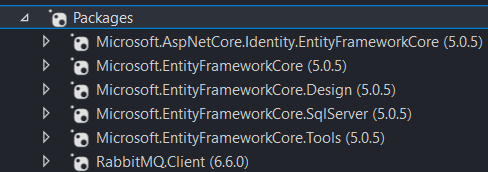 Packages
Microsoft.AspNetCore.Identity.EntityFrameworkCore (5.0.5)
Microsoft.EntityFrameworkCore (5.0.5)
Microsoft.EntityFrameworkCore.Design (5.0.5)
Microsoft.EntityFrameworkCore.SqlServer (5.0.5)
Microsoft.EntityFrameworkCore.Tools (5.0.5)
RabbitMQ.Client (6.6.0)